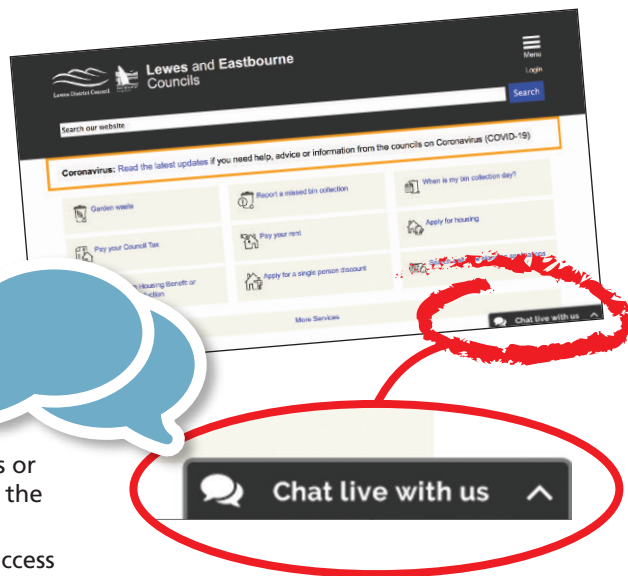 Lewes and Eastbourne
Councils
Lewes District Council
Menu
Login
Search our website
Search
Coronavirus: Read the latest updates if you need help, advice or information from the councils on Coronavirus (COVID-19)
Garden waste
Report a missed bin collection
When is my bin collection day?
Pay your Council Tax
Pay your rent
Apply for housing
Housing Benefit or
Apply for a single person discount
More Services
Chat live with us
s or
the
ccess
Chat live with us